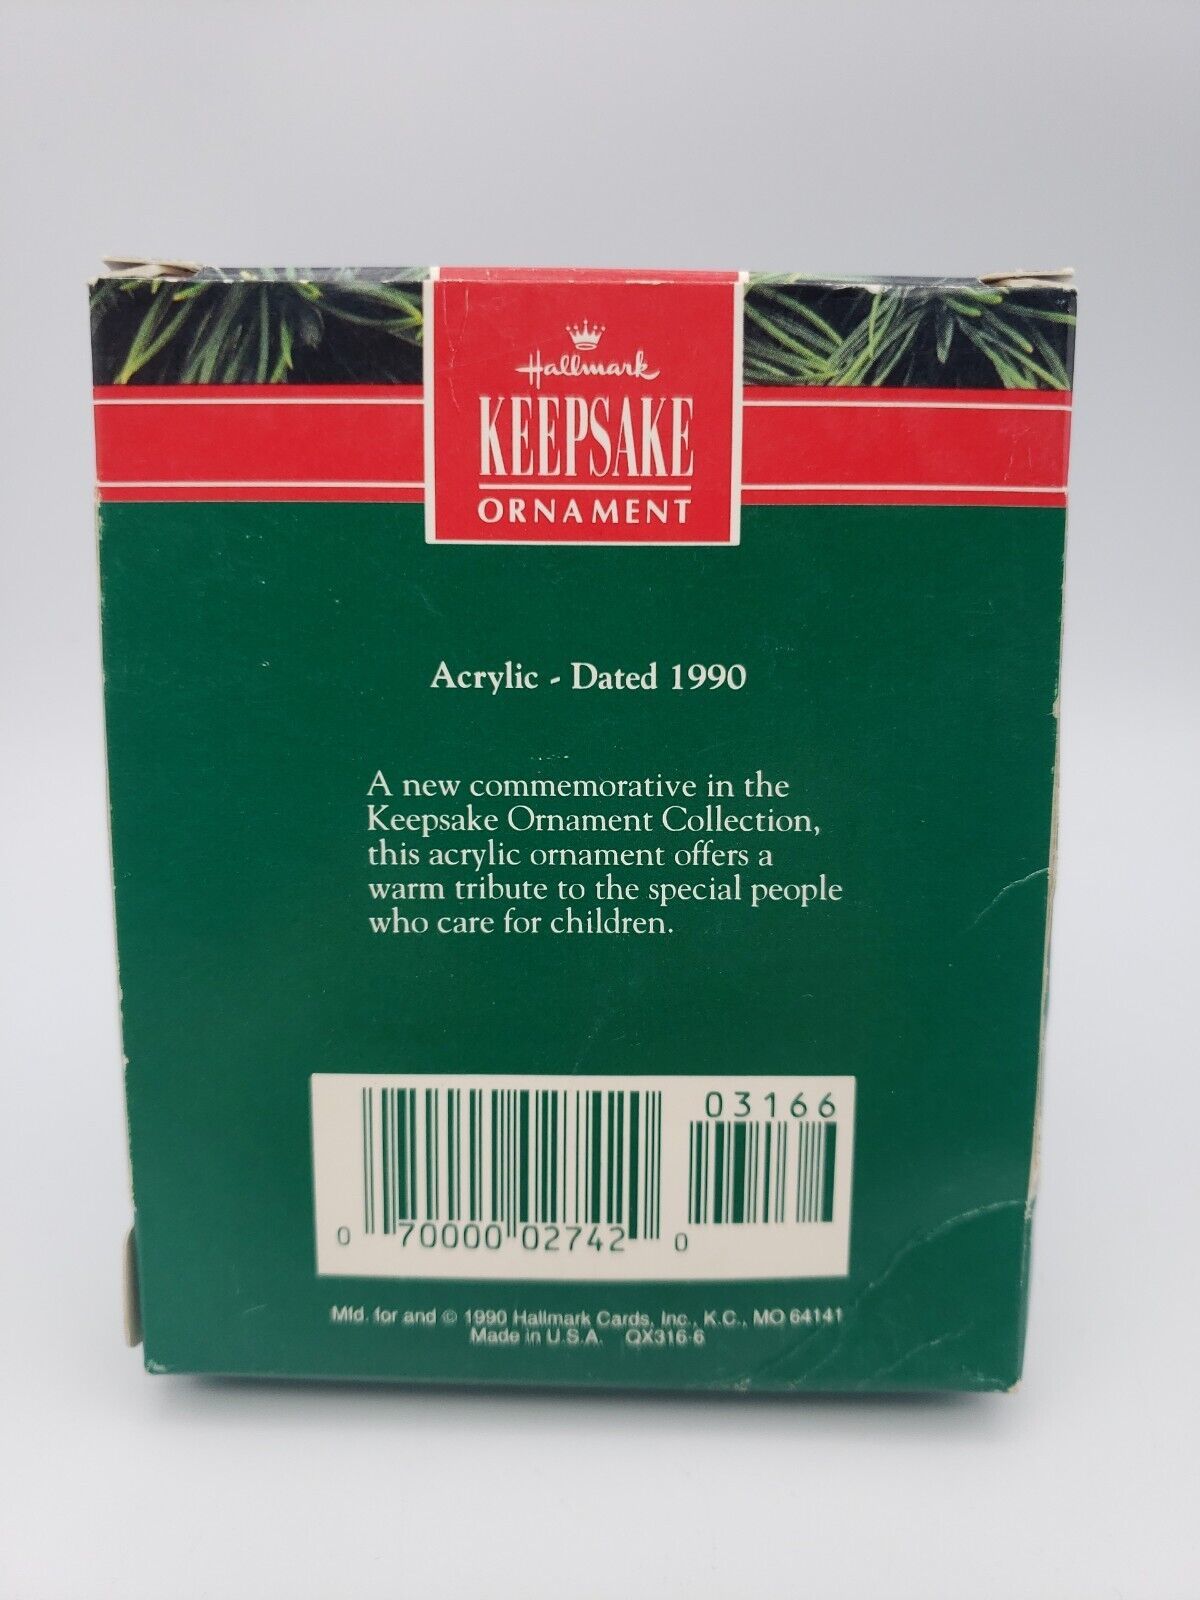 Hallmark
KEEPSAKE
ORNAMENT
Acrylic - Dated 1990
A new commemorative in the
Keepsake Ornament Collection,
this acrylic ornament offers a
warm tribute to the special people
who care for children.
03166
0 70000 02742 0
Mfd. for and © 1990 Hallmark Cards, Inc., K.C., MO 64141
Made in U.S.A. QX316-6